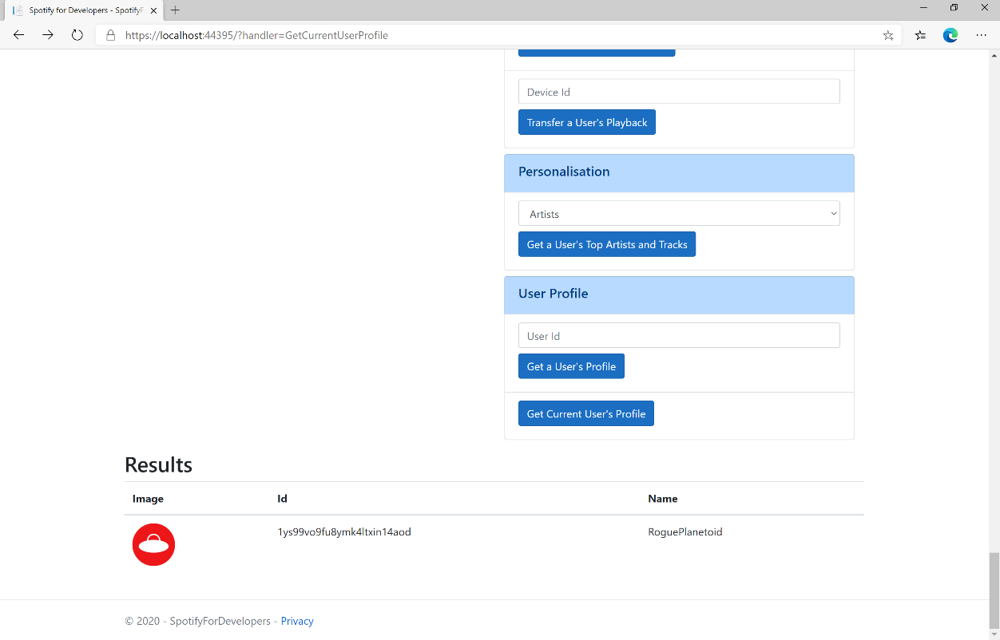 Spotify for Developers - SpotifyF
https://localhost:44395/?handler=GetCurrentUserProfile
Device Id
Transfer a User's Playback
Personalisation
Artists
Get a User's Top Artists and Tracks
User Profile
User Id
Get a User's Profile
Get Current User's Profile
Results
Image Id Name
1ys99vo9fu8ymk4ltxin14aod RoguePlanetoid
© 2020 - SpotifyForDevelopers - Privacy